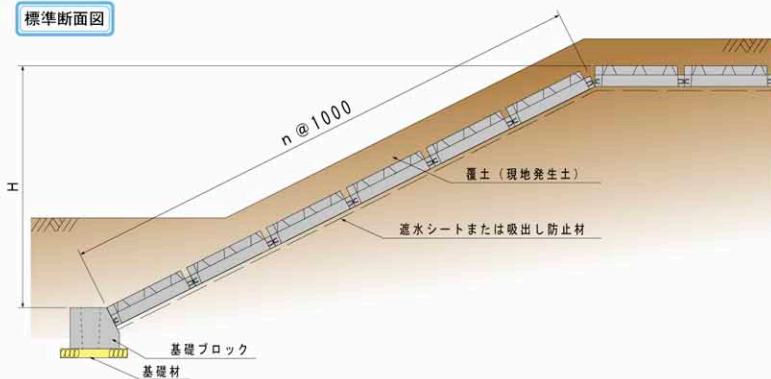 標準断面図
n@1000
H
覆土（現地発生土）
遮水シートまたは吸出し防止材
基礎ブロック
基礎材